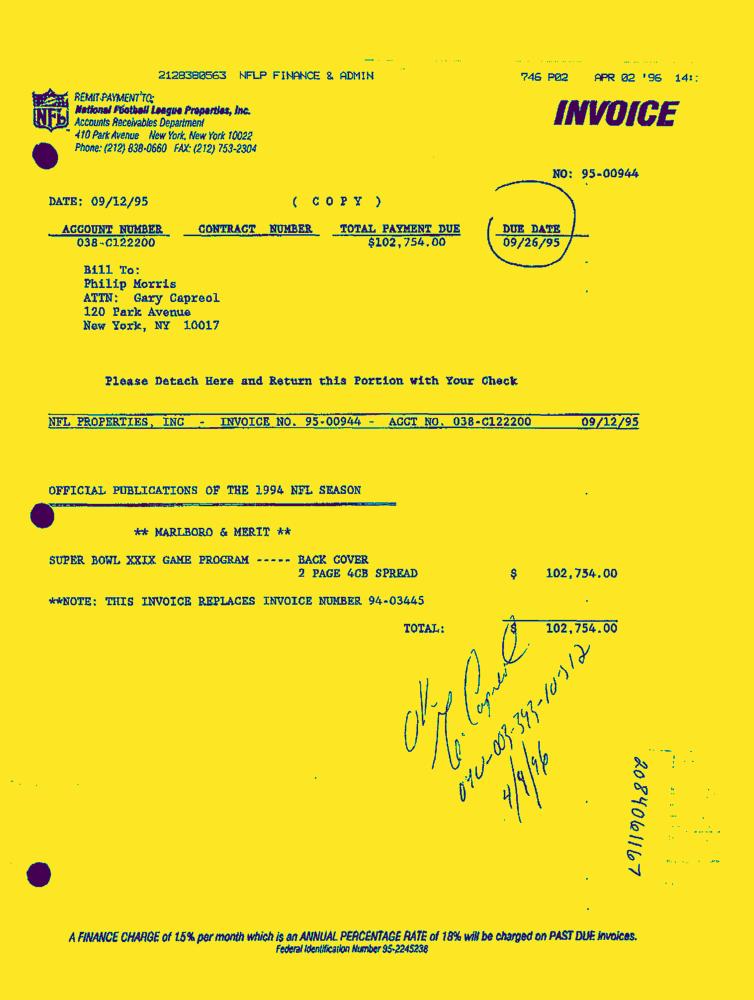 2128380563 NFLP FINANCE & ADMIN 746 P02 APR 02 '96 14:
REMIT PAYMENT TO:
NFL National Football League Properties, Inc.
Accounts Receivables Department
410 Park Avenue New York, New York 10022
Phone: (212) 838-0660 FAX: (212) 753-2304
INVOICE
NO: 95-00944
DATE: 09/12/95 ( C O P Y )
ACCOUNT NUMBER CONTRACT NUMBER TOTAL PAYMENT DUE DUE DATE
038-C122200 $102,754.00 09/26/95
Bill To:
Philip Morris
ATTN: Gary Capreol
120 Park Avenue
New York, NY 10017
Please Detach Here and Return this Portion with Your Check
NFL PROPERTIES, INC - INVOICE NO. 95-00944 - ACCT NO. 038-C122200 09/12/95
OFFICIAL PUBLICATIONS OF THE 1994 NFL SEASON
** MARLBORO & MERIT **
SUPER BOWL XXIX GAME PROGRAM ----- BACK COVER
2 PAGE 4CB SPREAD $ 102,754.00
**NOTE: THIS INVOICE REPLACES INVOICE NUMBER 94-03445
TOTAL: $ 102,754.00
Capreol
4/9/96
2084061167
A FINANCE CHARGE of 1.5% per month which is an ANNUAL PERCENTAGE RATE of 18% will be charged on PAST DUE invoices.
Federal Identification Number 95-2245238